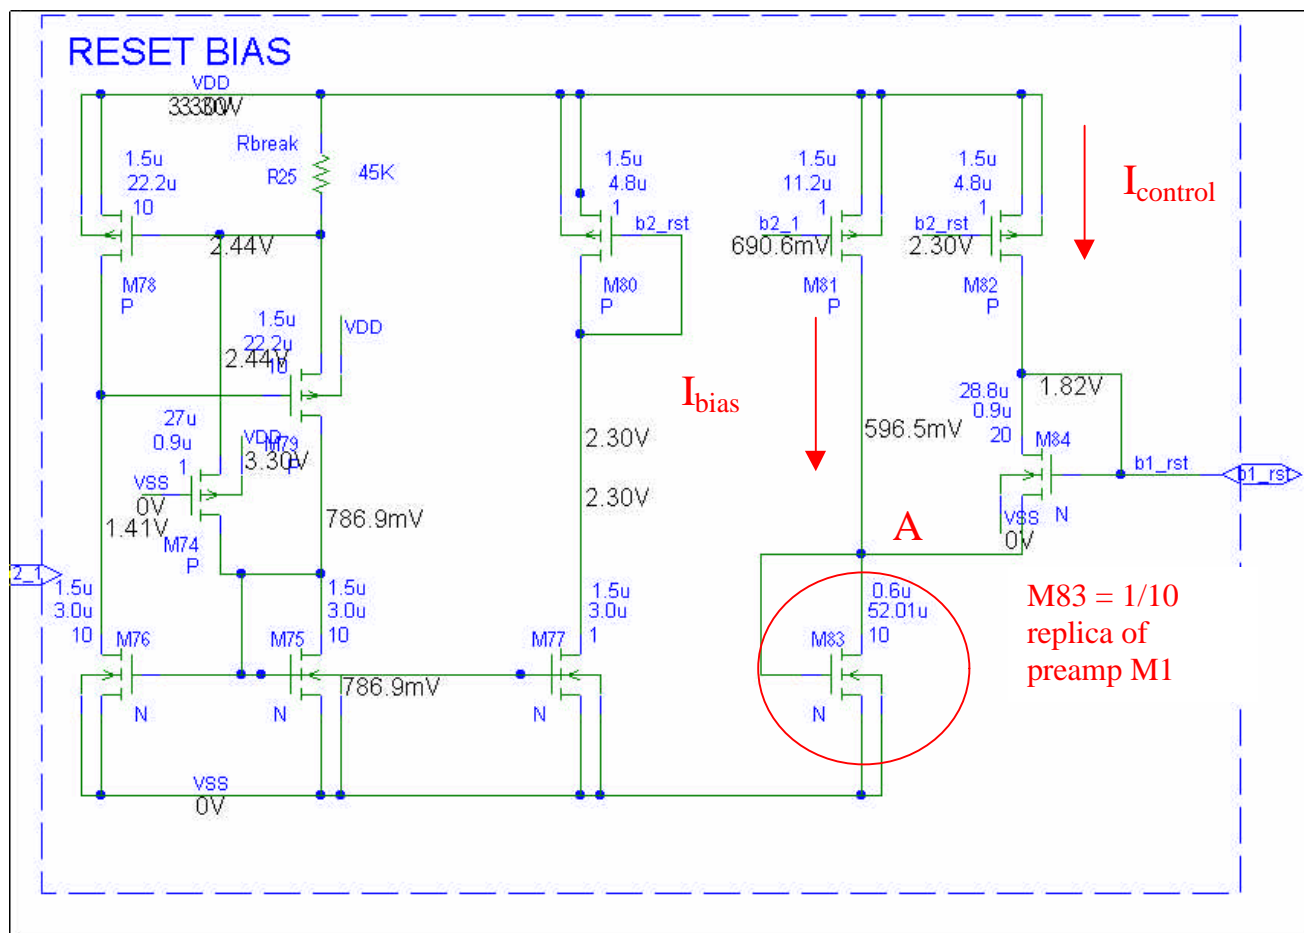 RESET BIAS
VDD
Rbreak
R25
45K
1.5u
22.2u
10
M78
P
2.44V
1.5u
22.2u
2.44V
VDD
M79
P
27u
0.9u
1
VDD
3.30V
VSS
0V
1.41V
M74
P
786.9mV
2_1
1.5u
3.0u
10
M76
N
1.5u
3.0u
10
M75
N
786.9mV
1.5u
3.0u
1
M77
N
VSS
0V
1.5u
4.8u
1
b2_rst
M80
P
2.30V
2.30V
1.5u
11.2u
1
b2_1
690.6mV
M81
P
Ibias
596.5mV
A
1.5u
4.8u
1
b2_rst
2.30V
M82
P
Icontrol
1.82V
28.8u
0.9u
20
M84
N
VSS
0V
b1_rst
b1_rst
0.6u
52.01u
10
M83
N
M83 = 1/10
replica of
preamp M1